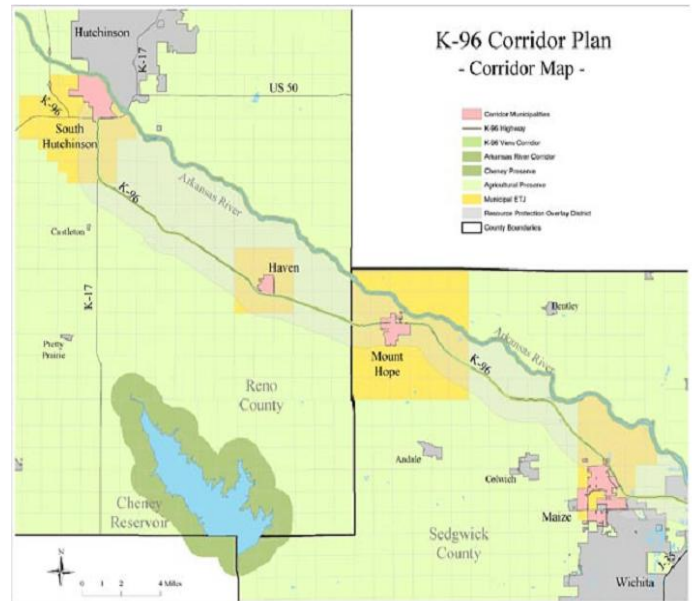 K-96 Corridor Plan
- Corridor Map -
Corridor Municipalities
K-96 Highway
K-96 View Corridor
Arkansas River Corridor
Cheney Preserve
Agricultural Preserve
Municipal ETJ
Resource Protection Overlay District
County Boundaries
Hutchinson
K-17
US 50
K-96
South
Hutchinson
K-96
Arkansas River
Castleton
Haven
K-17
Pretty
Prairie
Reno
County
Cheney
Reservoir
Mount
Hope
Bentley
Arkansas River
K-96
Andale
Colwich
Maize
Sedgwick
County
Wichita
N
0 1 2 4 Miles